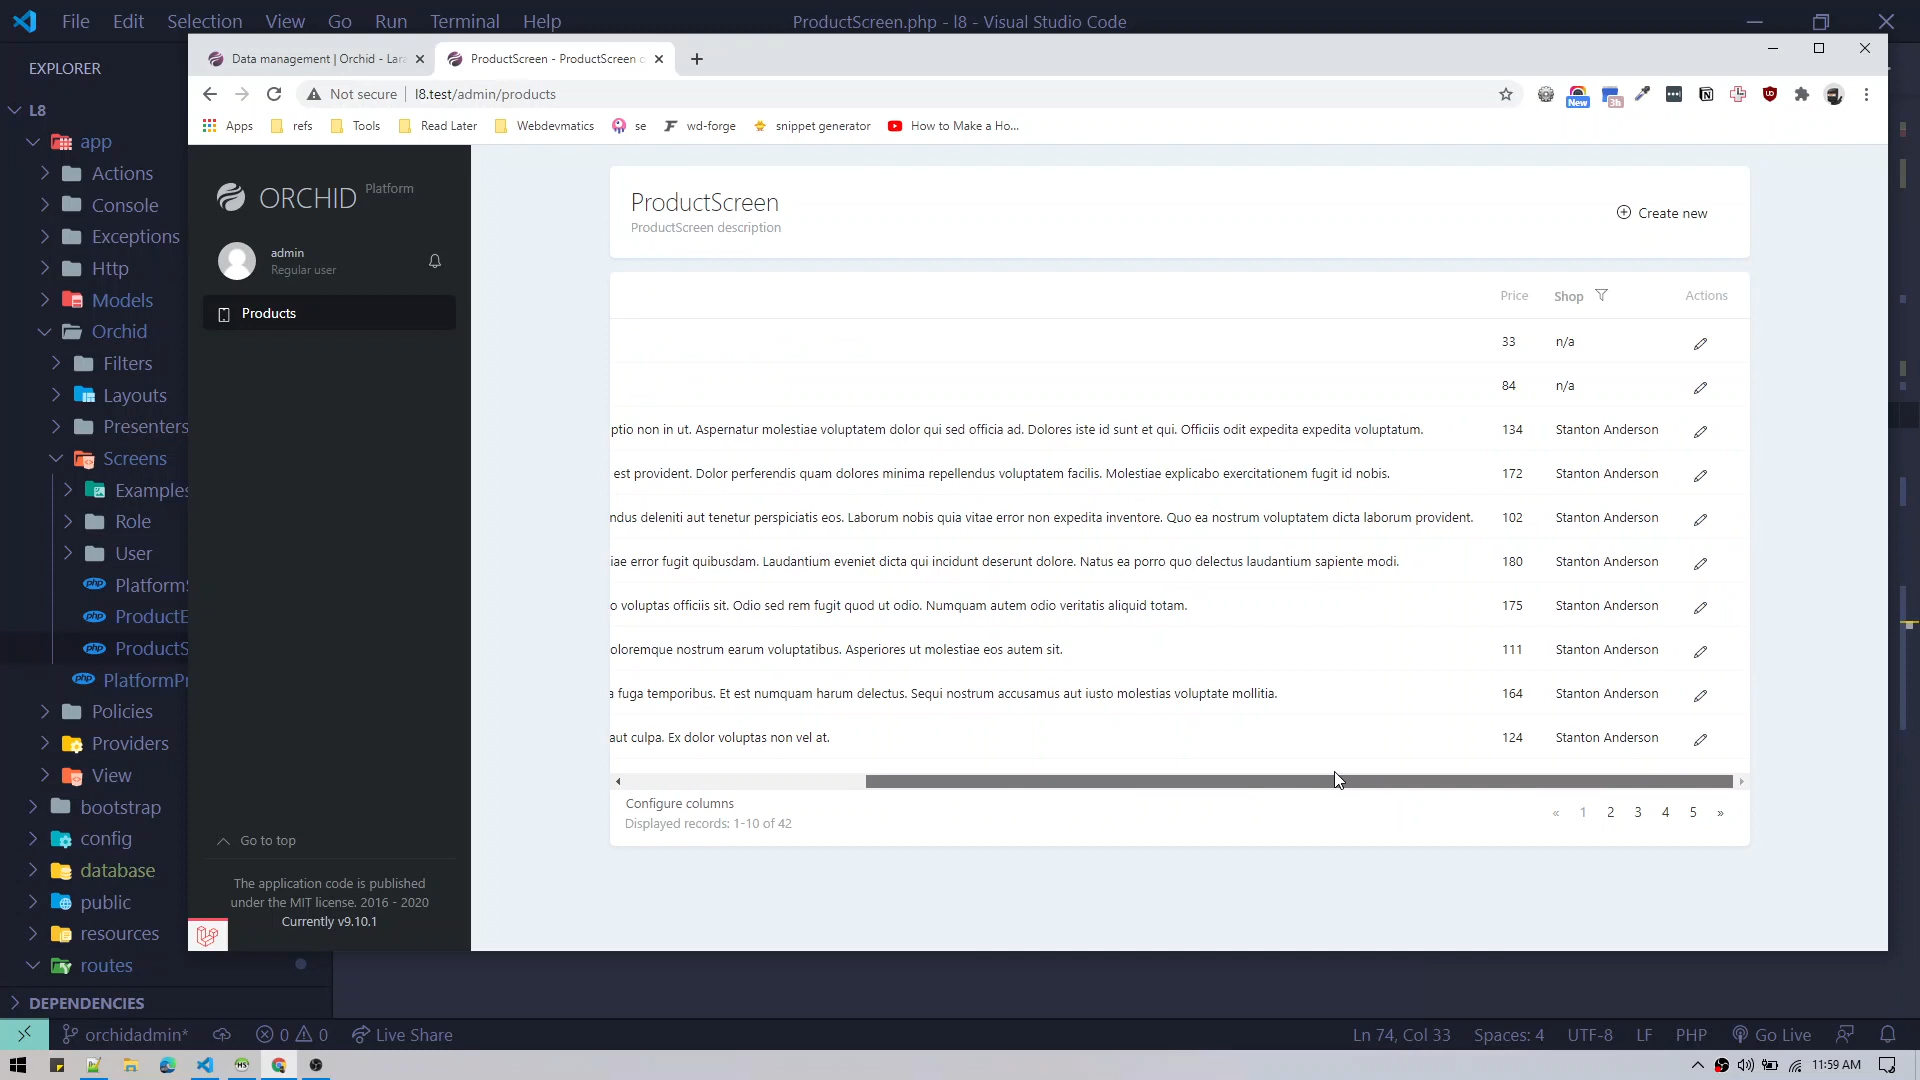 File Edit Selection View Go Run Terminal Help
ProductScreen.php - l8 - Visual Studio Code
EXPLORER
L8
app
Actions
Console
Exceptions
Http
Models
Orchid
Filters
Layouts
Presenters
Screens
Examples
Role
User
PlatformS
ProductE
ProductS
PlatformPr
Policies
Providers
View
bootstrap
config
database
public
resources
routes
DEPENDENCIES
Data management | Orchid - Lar
ProductScreen - ProductScreen
Not secure
l8.test/admin/products
New
3h
Apps
refs
Tools
Read Later
Webdevmatics
se
wd-forge
snippet generator
How to Make a Ho...
ORCHID Platform
admin
Regular user
Products
Go to top
The application code is published
under the MIT license. 2016 - 2020
Currently v9.10.1
ProductScreen
ProductScreen description
Create new
Price Shop Actions
33 n/a
84 n/a
ptio non in ut. Aspernatur molestiae voluptatem dolor qui sed officia ad. Dolores iste id sunt et qui. Officiis odit expedita expedita voluptatum. 134 Stanton Anderson
est provident. Dolor perferendis quam dolores minima repellendus voluptatem facilis. Molestiae explicabo exercitationem fugit id nobis. 172 Stanton Anderson
ndus deleniti aut tenetur perspiciatis eos. Laborum nobis quia vitae error non expedita inventore. Quo ea nostrum voluptatem dicta laborum provident. 102 Stanton Anderson
iae error fugit quibusdam. Laudantium eveniet dicta qui incidunt deserunt dolore. Natus ea porro quo delectus laudantium sapiente modi. 180 Stanton Anderson
o voluptas officiis sit. Odio sed rem fugit quod ut odio. Numquam autem odio veritatis aliquid totam. 175 Stanton Anderson
oloremque nostrum earum voluptatibus. Asperiores ut molestiae eos autem sit. 111 Stanton Anderson
a fuga temporibus. Et est numquam harum delectus. Sequi nostrum accusamus aut iusto molestias voluptate mollitia. 164 Stanton Anderson
aut culpa. Ex dolor voluptas non vel at. 124 Stanton Anderson
Configure columns
Displayed records: 1-10 of 42
« 1 2 3 4 5 »
orchidadmin*
0 0
Live Share
Ln 74, Col 33
Spaces: 4
UTF-8
LF
PHP
Go Live
11:59 AM